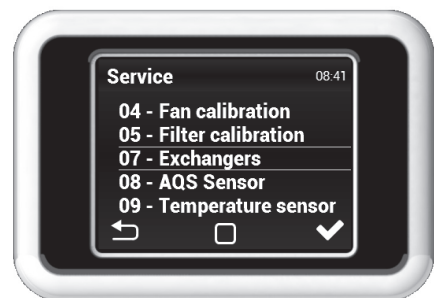 Service 08:41
04 - Fan calibration
05 - Filter calibration
07 - Exchangers
08 - AQS Sensor
09 - Temperature sensor